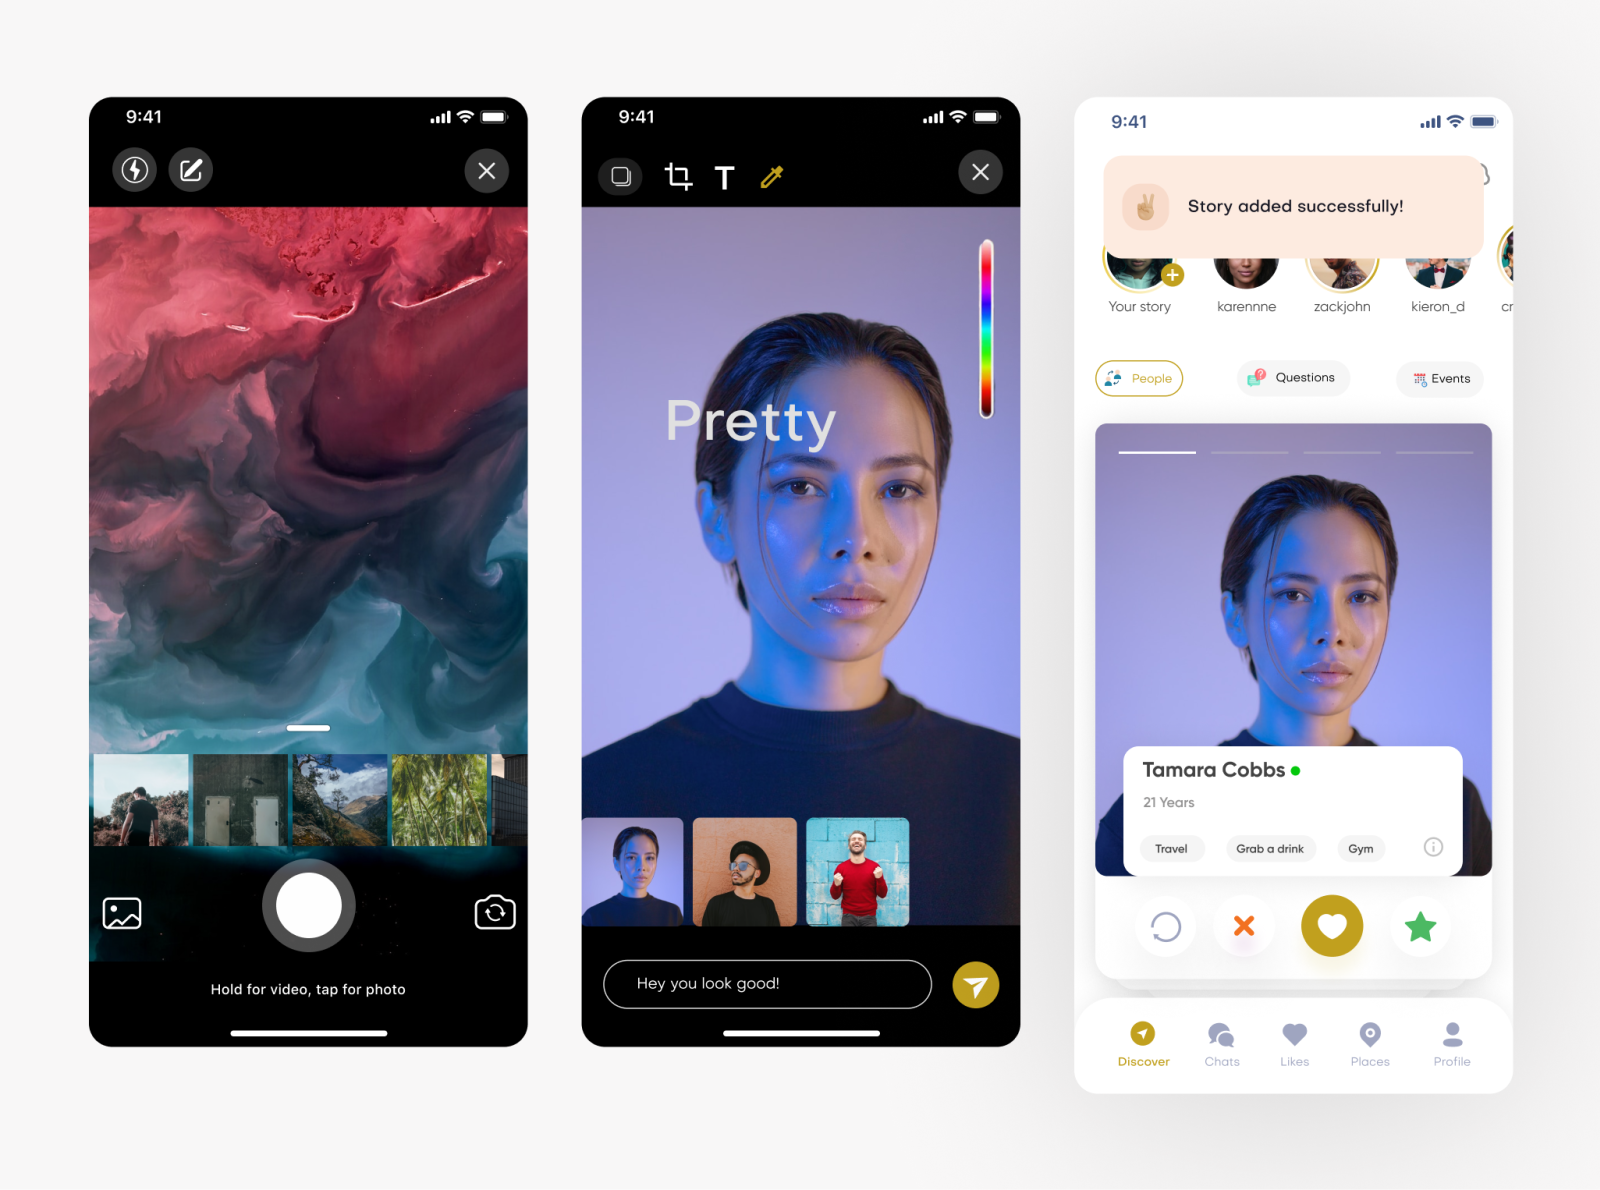 9:41
Hold for video, tap for photo
9:41
T
Pretty
Hey you look good!
9:41
Story added successfully!
Your story
karennne
zackjohn
kieron_d
cr
People
Questions
Events
Tamara Cobbs
21 Years
Travel
Grab a drink
Gym
Discover
Chats
Likes
Places
Profile